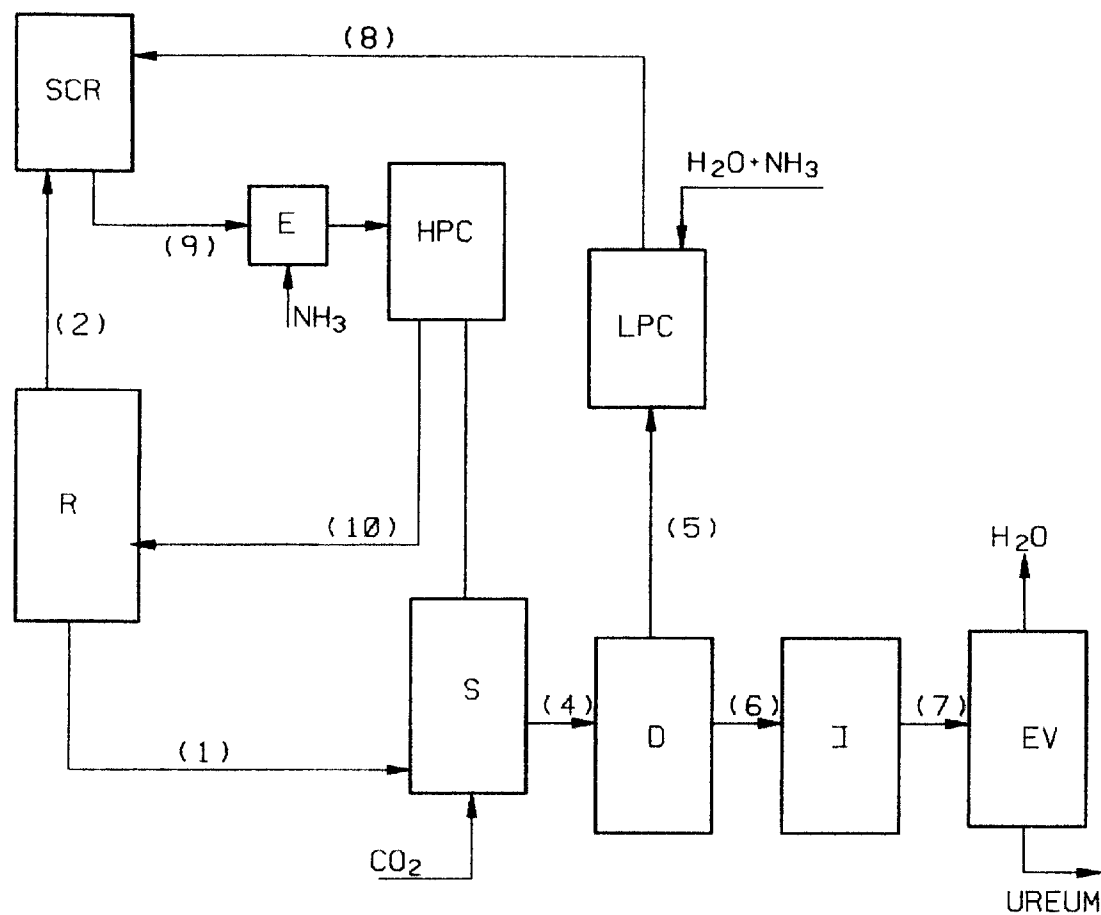 (8)
SCR
H₂O+NH₃
HPC
E
(9)
LPC
NH₃
(2)
R
(10)
(5)
H₂O
S
(4)
D
(6)
I
(7)
EV
(1)
CO₂
UREUM